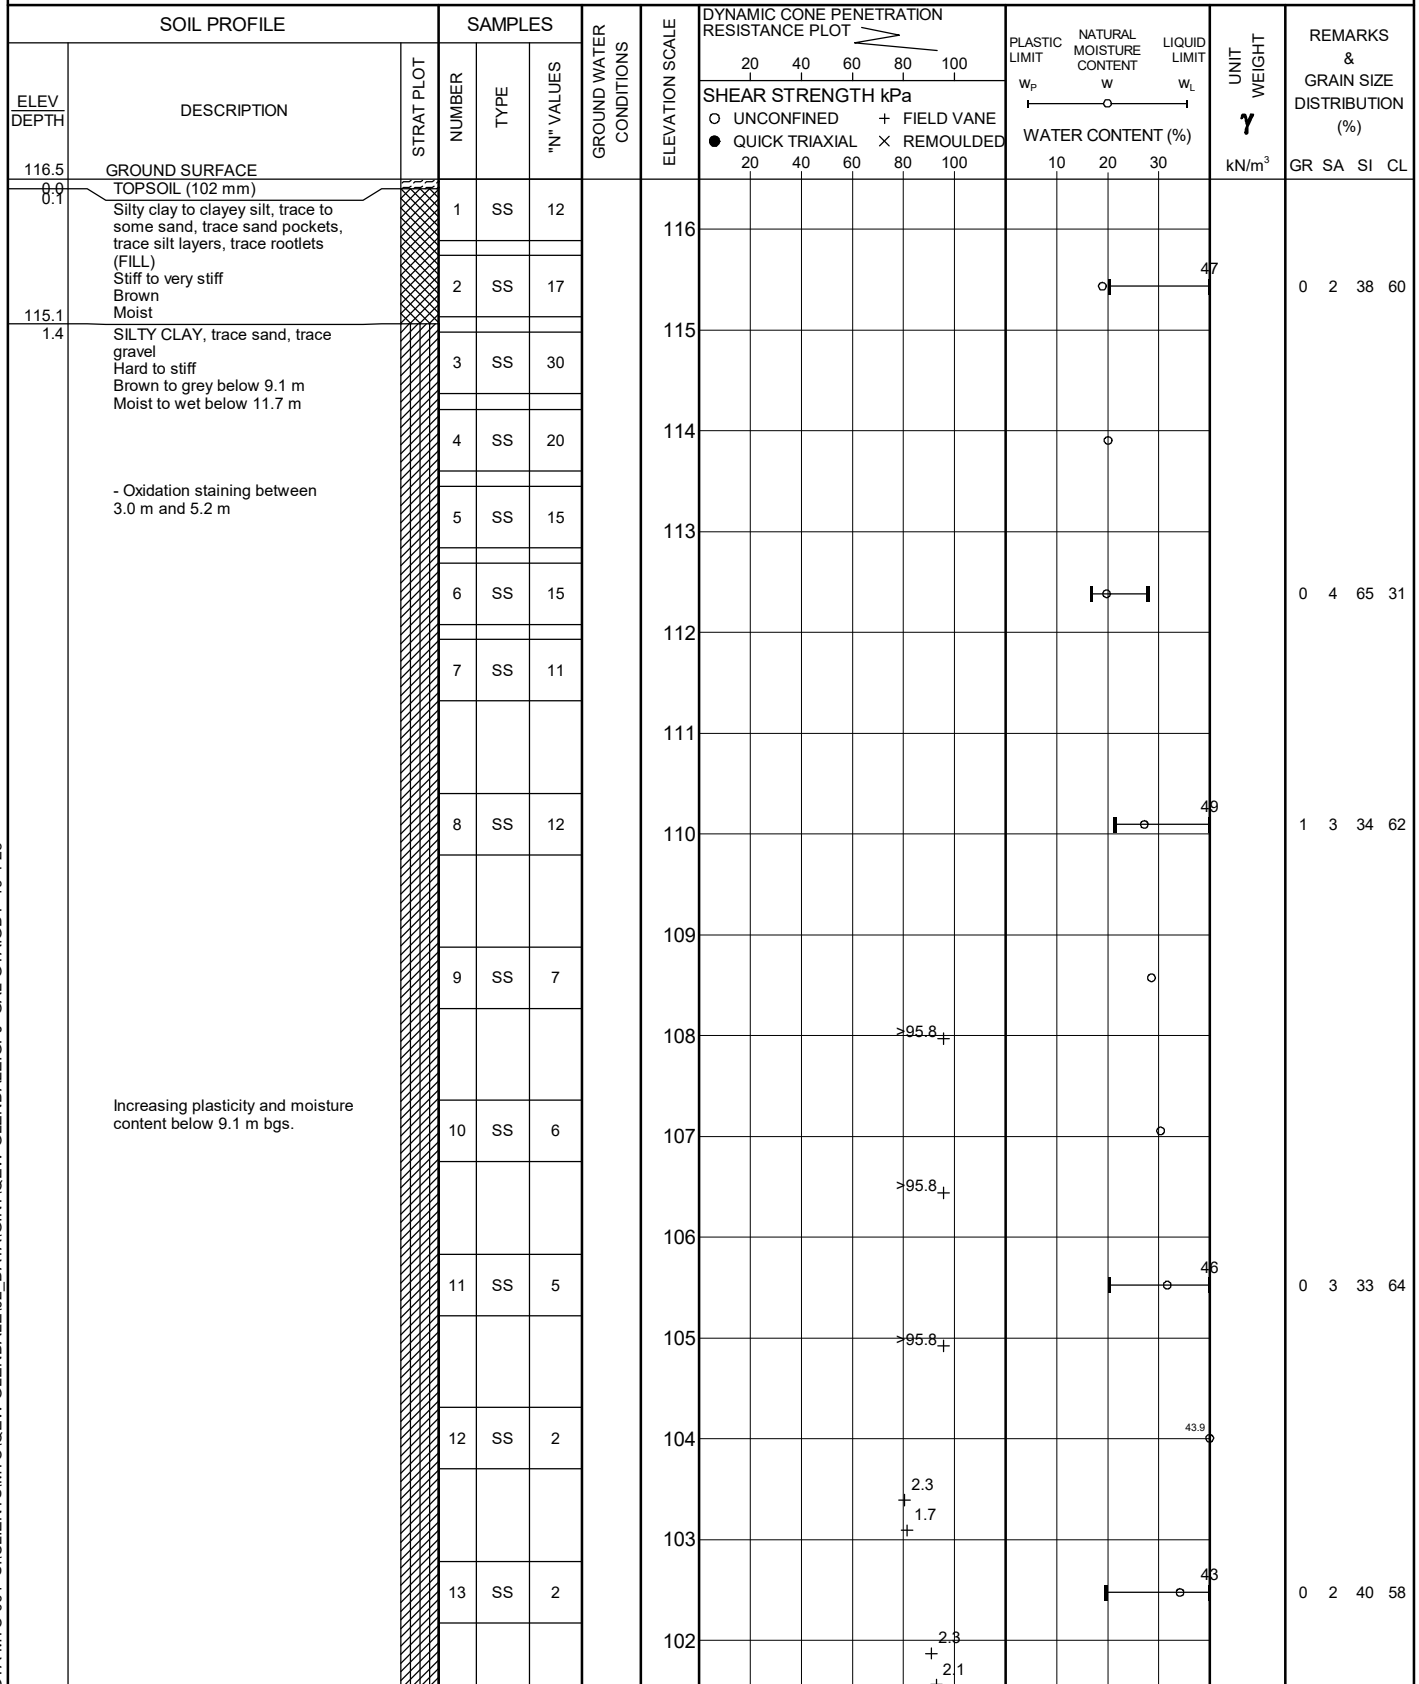 SOIL PROFILE
SAMPLES
GROUND WATER
CONDITIONS
ELEVATION SCALE
DYNAMIC CONE PENETRATION
RESISTANCE PLOT
20 40 60 80 100
SHEAR STRENGTH kPa
O UNCONFINED + FIELD VANE
● QUICK TRIAXIAL × REMOULDED
20 40 60 80 100
PLASTIC
LIMIT
NATURAL
MOISTURE
CONTENT
LIQUID
LIMIT
WP W WL
WATER CONTENT (%)
10 20 30
UNIT
WEIGHT
γ
kN/m³
REMARKS
&
GRAIN SIZE
DISTRIBUTION
(%)
GR SA SI CL
ELEV
DEPTH
DESCRIPTION
STRAT PLOT
NUMBER
TYPE
"N" VALUES
116.5 GROUND SURFACE
0.0 TOPSOIL (102 mm)
0.1
Silty clay to clayey silt, trace to
some sand, trace sand pockets,
trace silt layers, trace rootlets
(FILL)
Stiff to very stiff
Brown
Moist
115.1
1.4
SILTY CLAY, trace sand, trace
gravel
Hard to stiff
Brown to grey below 9.1 m
Moist to wet below 11.7 m
- Oxidation staining between
3.0 m and 5.2 m
Increasing plasticity and moisture
content below 9.1 m bgs.
1 SS 12
116
47
2 SS 17 0 2 38 60
115
3 SS 30
114
4 SS 20
5 SS 15
113
6 SS 15 0 4 65 31
112
7 SS 11
111
49
8 SS 12 1 3 34 62
110
109
9 SS 7
108
>95.8
10 SS 6
107
>95.8
106
46
11 SS 5 0 3 33 64
105
>95.8
43.9
12 SS 2
104
2.3
1.7
103
43
13 SS 2 0 2 40 58
102
2.3
2.1